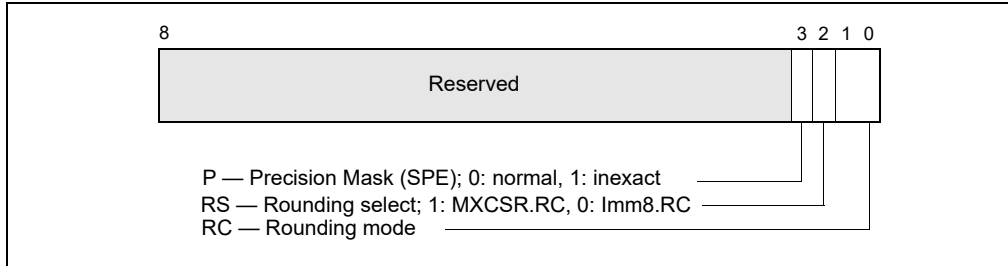 8 3 2 1 0
Reserved
P — Precision Mask (SPE); 0: normal, 1: inexact
RS — Rounding select; 1: MXCSR.RC, 0: Imm8.RC
RC — Rounding mode